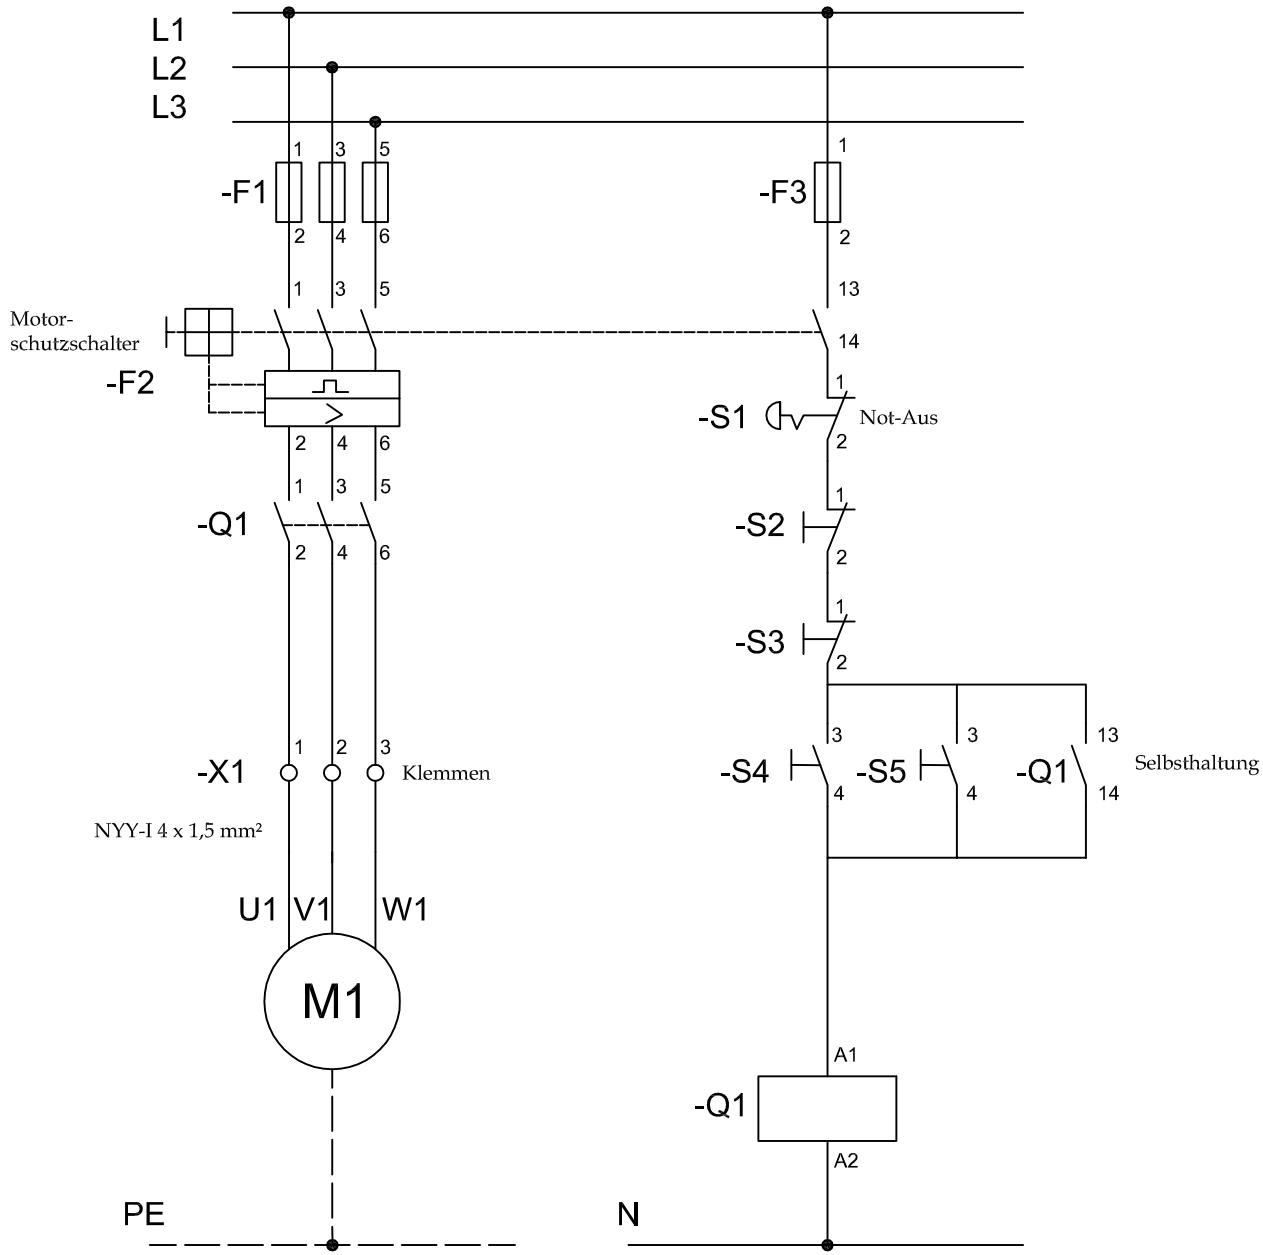 L1
L2
L3
1 3 5 1
-F1 -F3
2 4 6 2
1 3 5 13
Motor-
schutzschalter
14
-F2
1
-S1 Not-Aus
2 4 6 2
1 3 5 1
-Q1 -S2
2 4 6 2
1
-S3
2
3 3 13
1 2 3
-X1 Klemmen -S4 -S5 -Q1 Selbsthaltung
4 4 14
NYY-I 4 x 1,5 mm²
U1 V1 W1
M1
A1
-Q1
A2
PE N